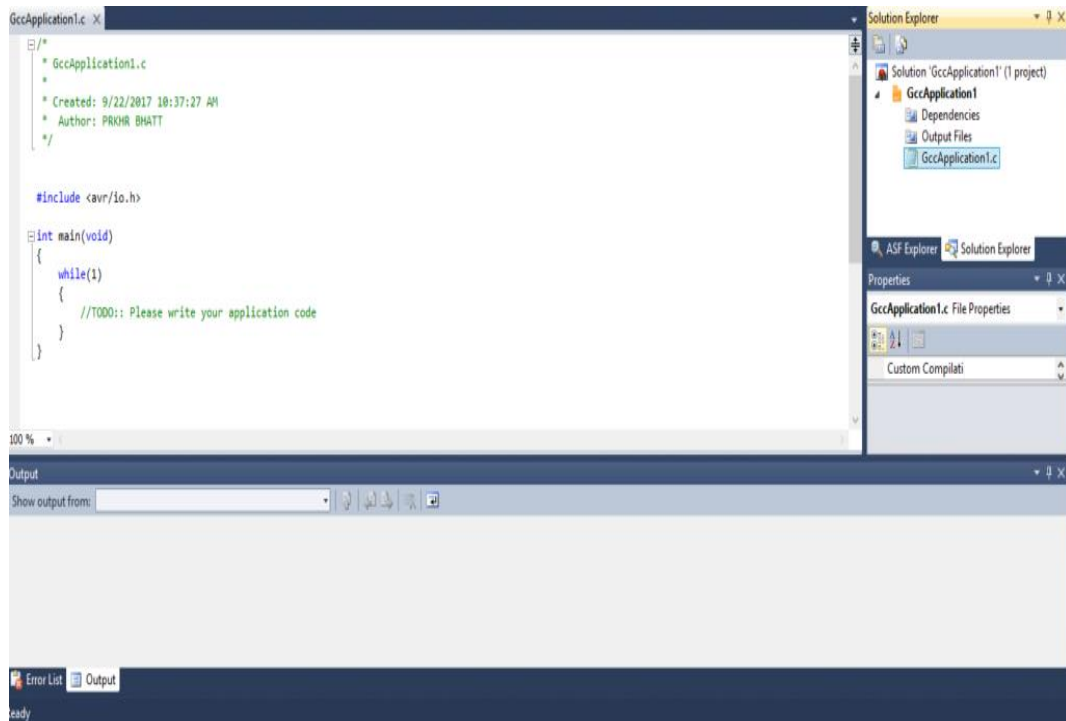 GccApplication1.c X
/*
* GccApplication1.c
*
* Created: 9/22/2017 10:37:27 AM
* Author: PRKHR BHATT
*/
#include <avr/io.h>
int main(void)
{
while(1)
{
//TODO:: Please write your application code
}
}
100 %
Solution Explorer
Solution 'GccApplication1' (1 project)
GccApplication1
Dependencies
Output Files
GccApplication1.c
ASF Explorer
Solution Explorer
Properties
GccApplication1.c File Properties
Custom Compilati
Output
Show output from:
Error List
Output
eady